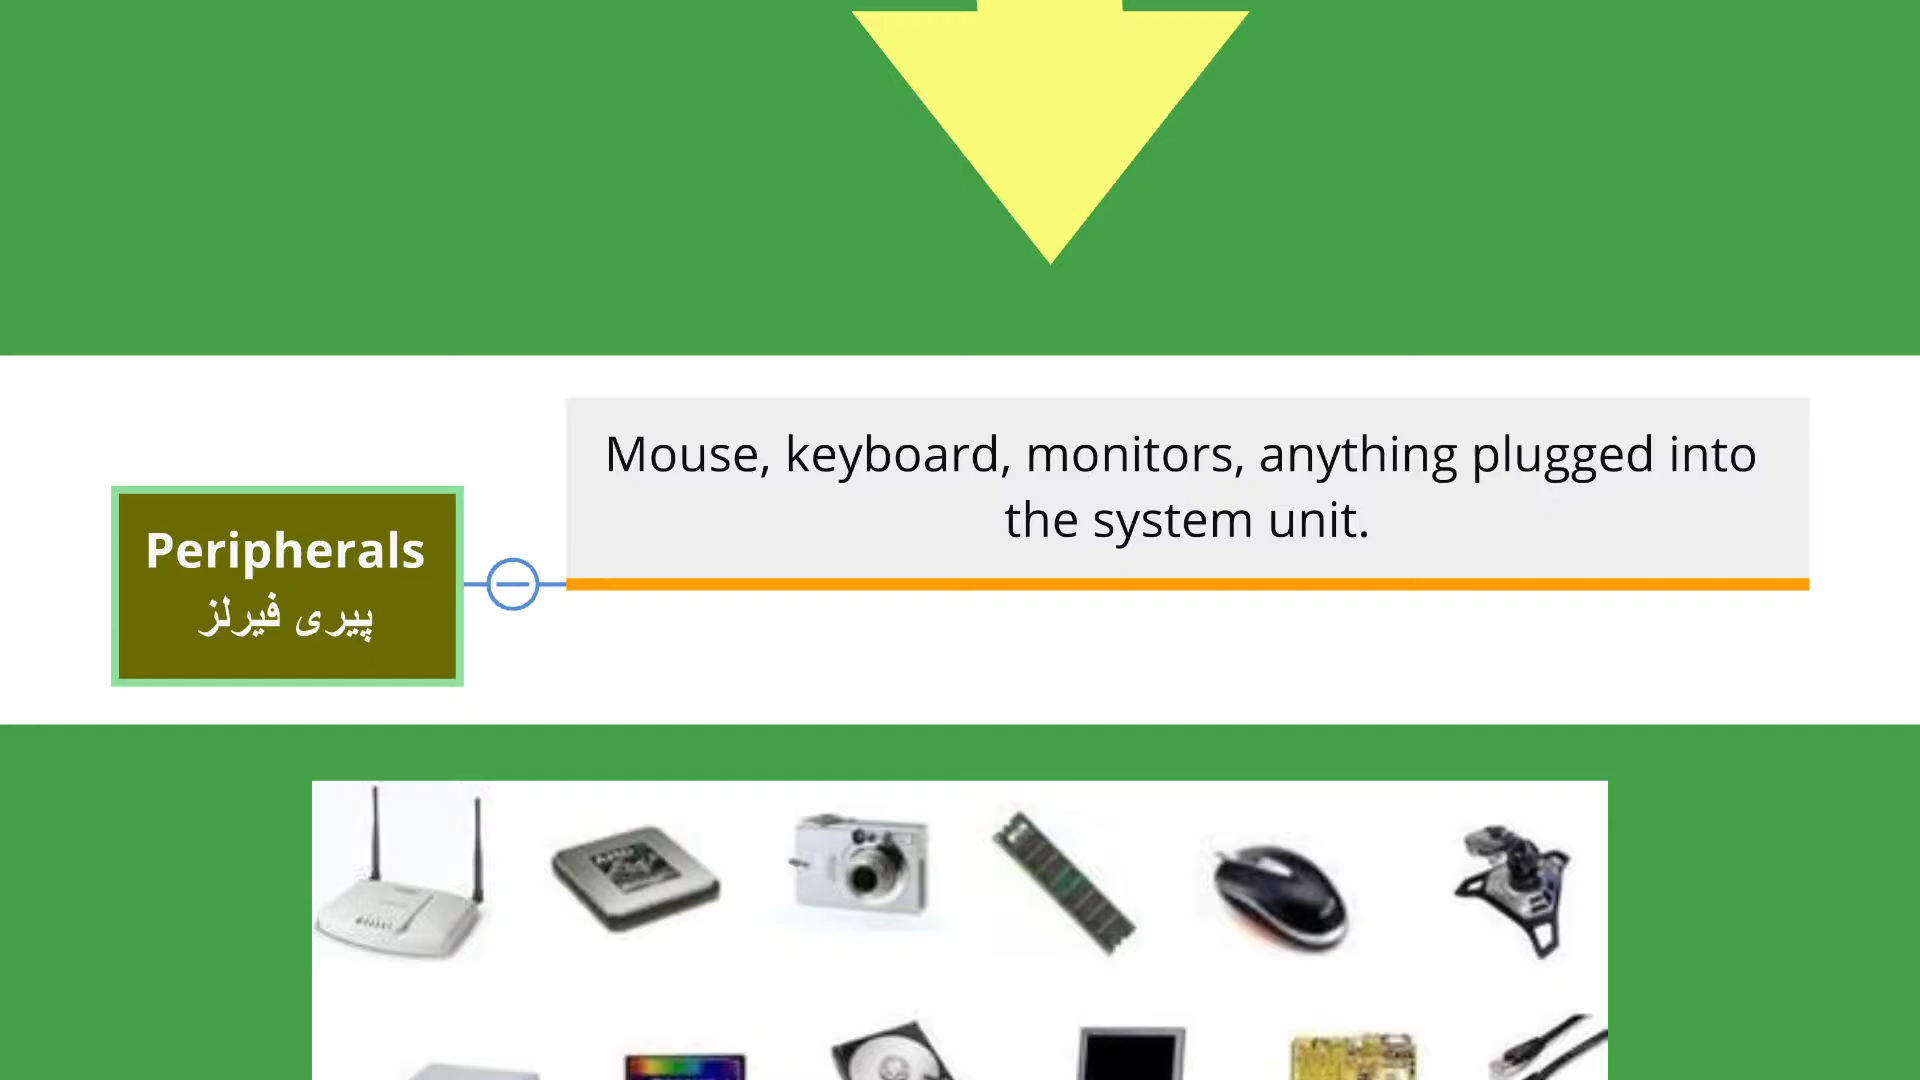 Mouse, keyboard, monitors, anything plugged into
the system unit.
Peripherals
پیری فیرلز